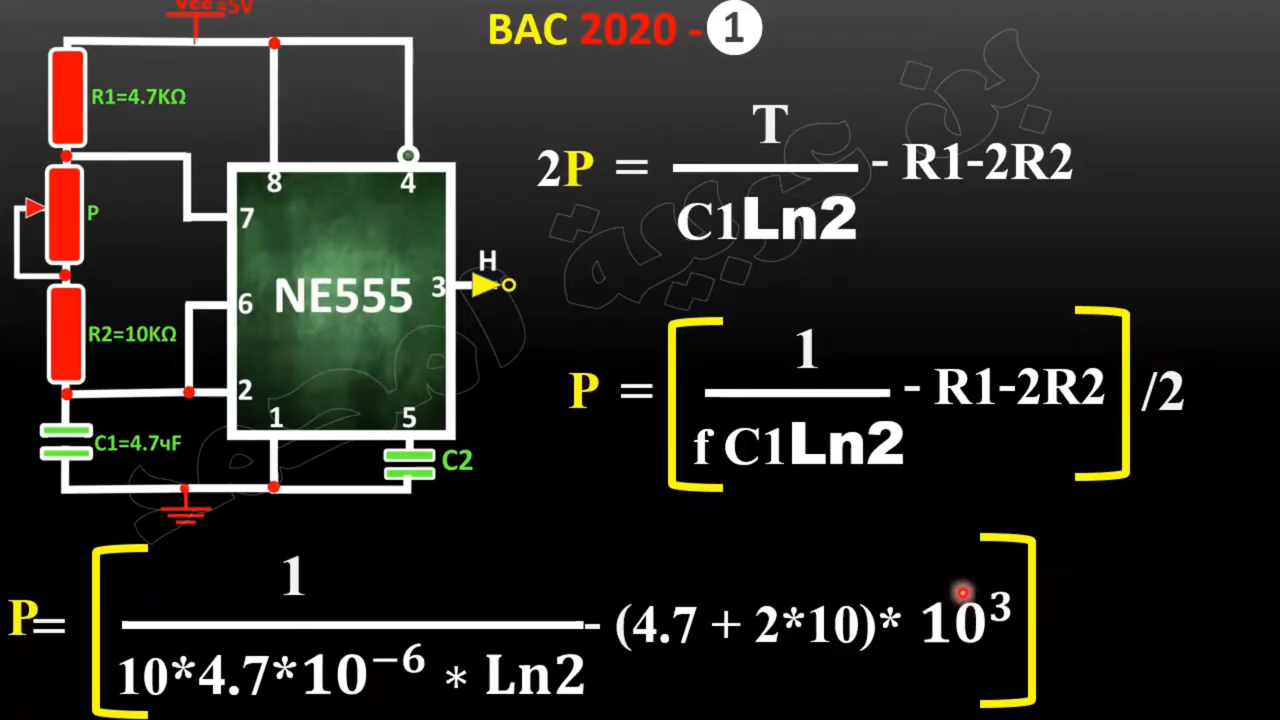 Vcc=5V
BAC 2020 - 1
R1=4.7KΩ
P
R2=10KΩ
C1=4.7чF
C2
NE555
8
4
7
6
3
2
1
5
H
2P = T / C1Ln2 - R1-2R2
P = [ 1 / f C1Ln2 - R1-2R2 ] /2
P= [ 1 / 10*4.7*10⁻⁶ * Ln2 - (4.7 + 2*10)* 10³ ]